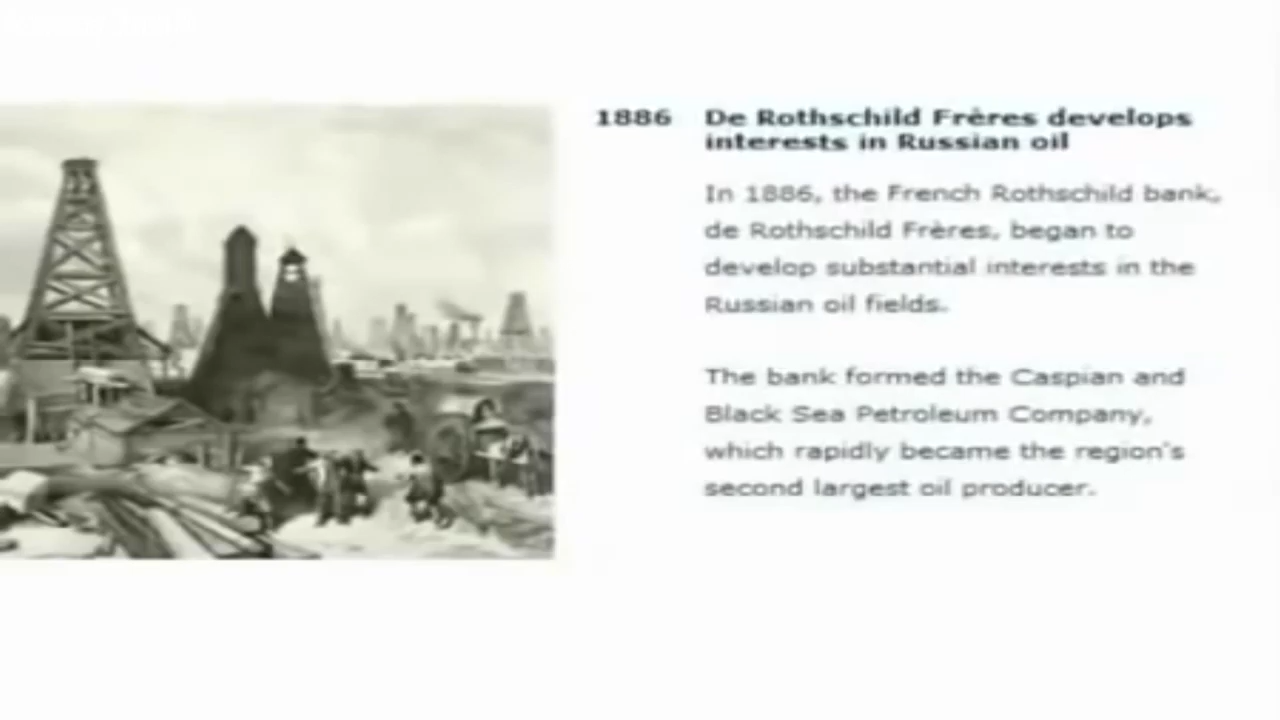 1886 De Rothschild Frères develops
interests in Russian oil
In 1886, the French Rothschild bank,
de Rothschild Frères, began to
develop substantial interests in the
Russian oil fields.
The bank formed the Caspian and
Black Sea Petroleum Company,
which rapidly became the region's
second largest oil producer.